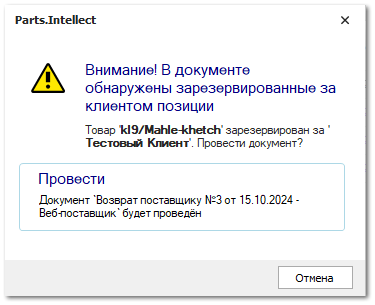 Parts.Intellect
Внимание! В документе
обнаружены зарезервированные за
клиентом позиции
Товар 'kl9/Mahle-khetch' зарезервирован за '
Тестовый Клиент'. Провести документ?
Провести
Документ `Возврат поставщику №3 от 15.10.2024 -
Веб-поставщик` будет проведён
Отмена